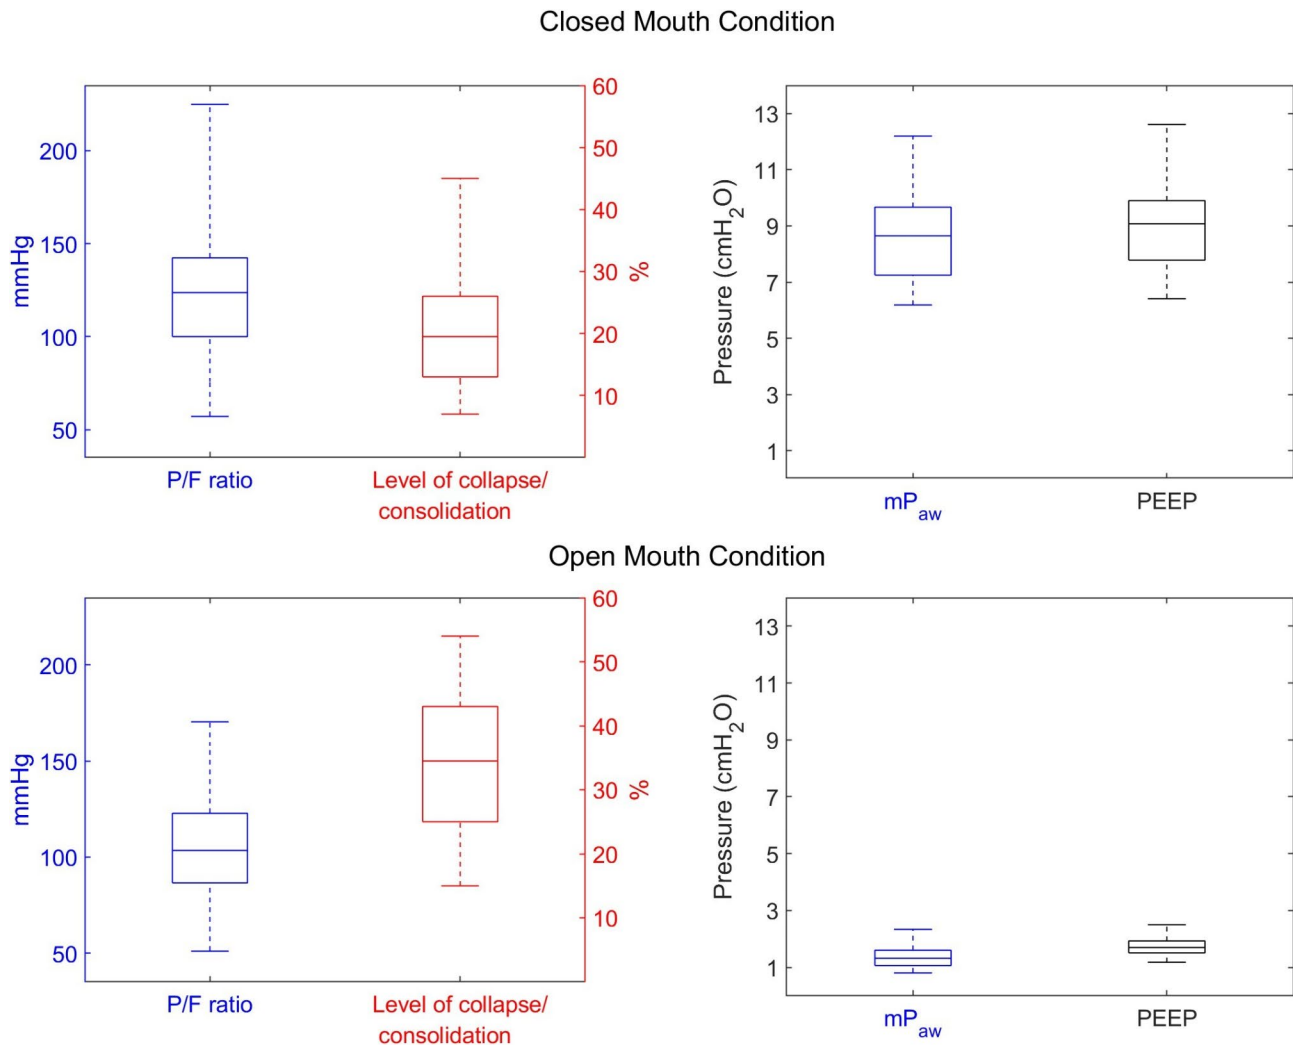 Closed Mouth Condition
mmHg
200
150
100
50
P/F ratio
Level of collapse/
consolidation
60
50
40
30
20
10
%
Pressure (cmH₂O)
13
11
9
7
5
3
1
mPaw
PEEP
Open Mouth Condition
mmHg
200
150
100
50
P/F ratio
Level of collapse/
consolidation
60
50
40
30
20
10
%
Pressure (cmH₂O)
13
11
9
7
5
3
1
mPaw
PEEP